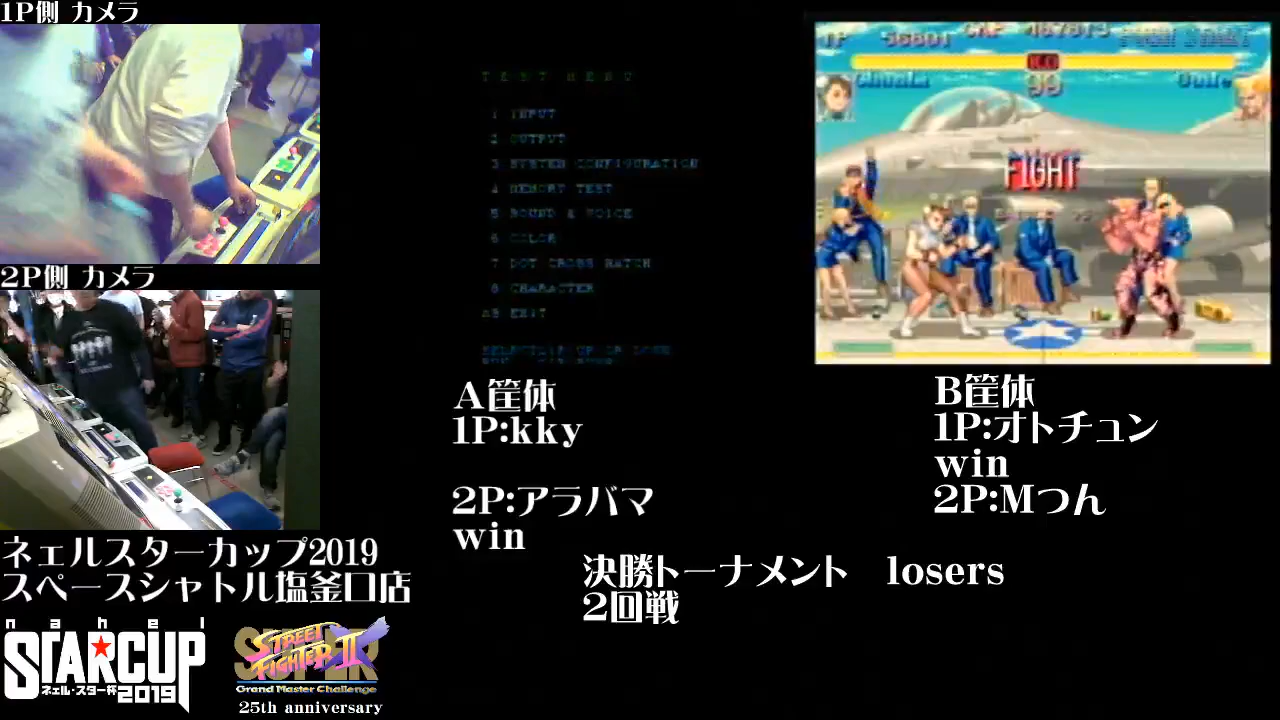 1P側 カメラ
2P側 カメラ
ネェルスターカップ2019
スペースシャトル塩釜口店
nahel
STARCUP
ネェル・スター杯 2019
SUPER
STREET FIGHTER II X
Grand Master Challenge
25th anniversary
TEST MENU
1 INPUT
2 OUTPUT
3 SYSTEM CONFIGURATION
4 MEMORY TEST
5 SOUND & VOICE
6 COLOR
7 DOT CROSS HATCH
8 CHARACTER
9 EXIT
A筐体
1P:kky
2P:アラバマ
win
1P 56801
K.O
99
ChunLi
Guile
FIGHT
B筐体
1P:オトチュン
win
2P:Mつん
決勝トーナメント losers
2回戦